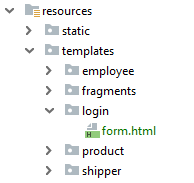 resources
static
templates
employee
fragments
login
form.html
product
shipper